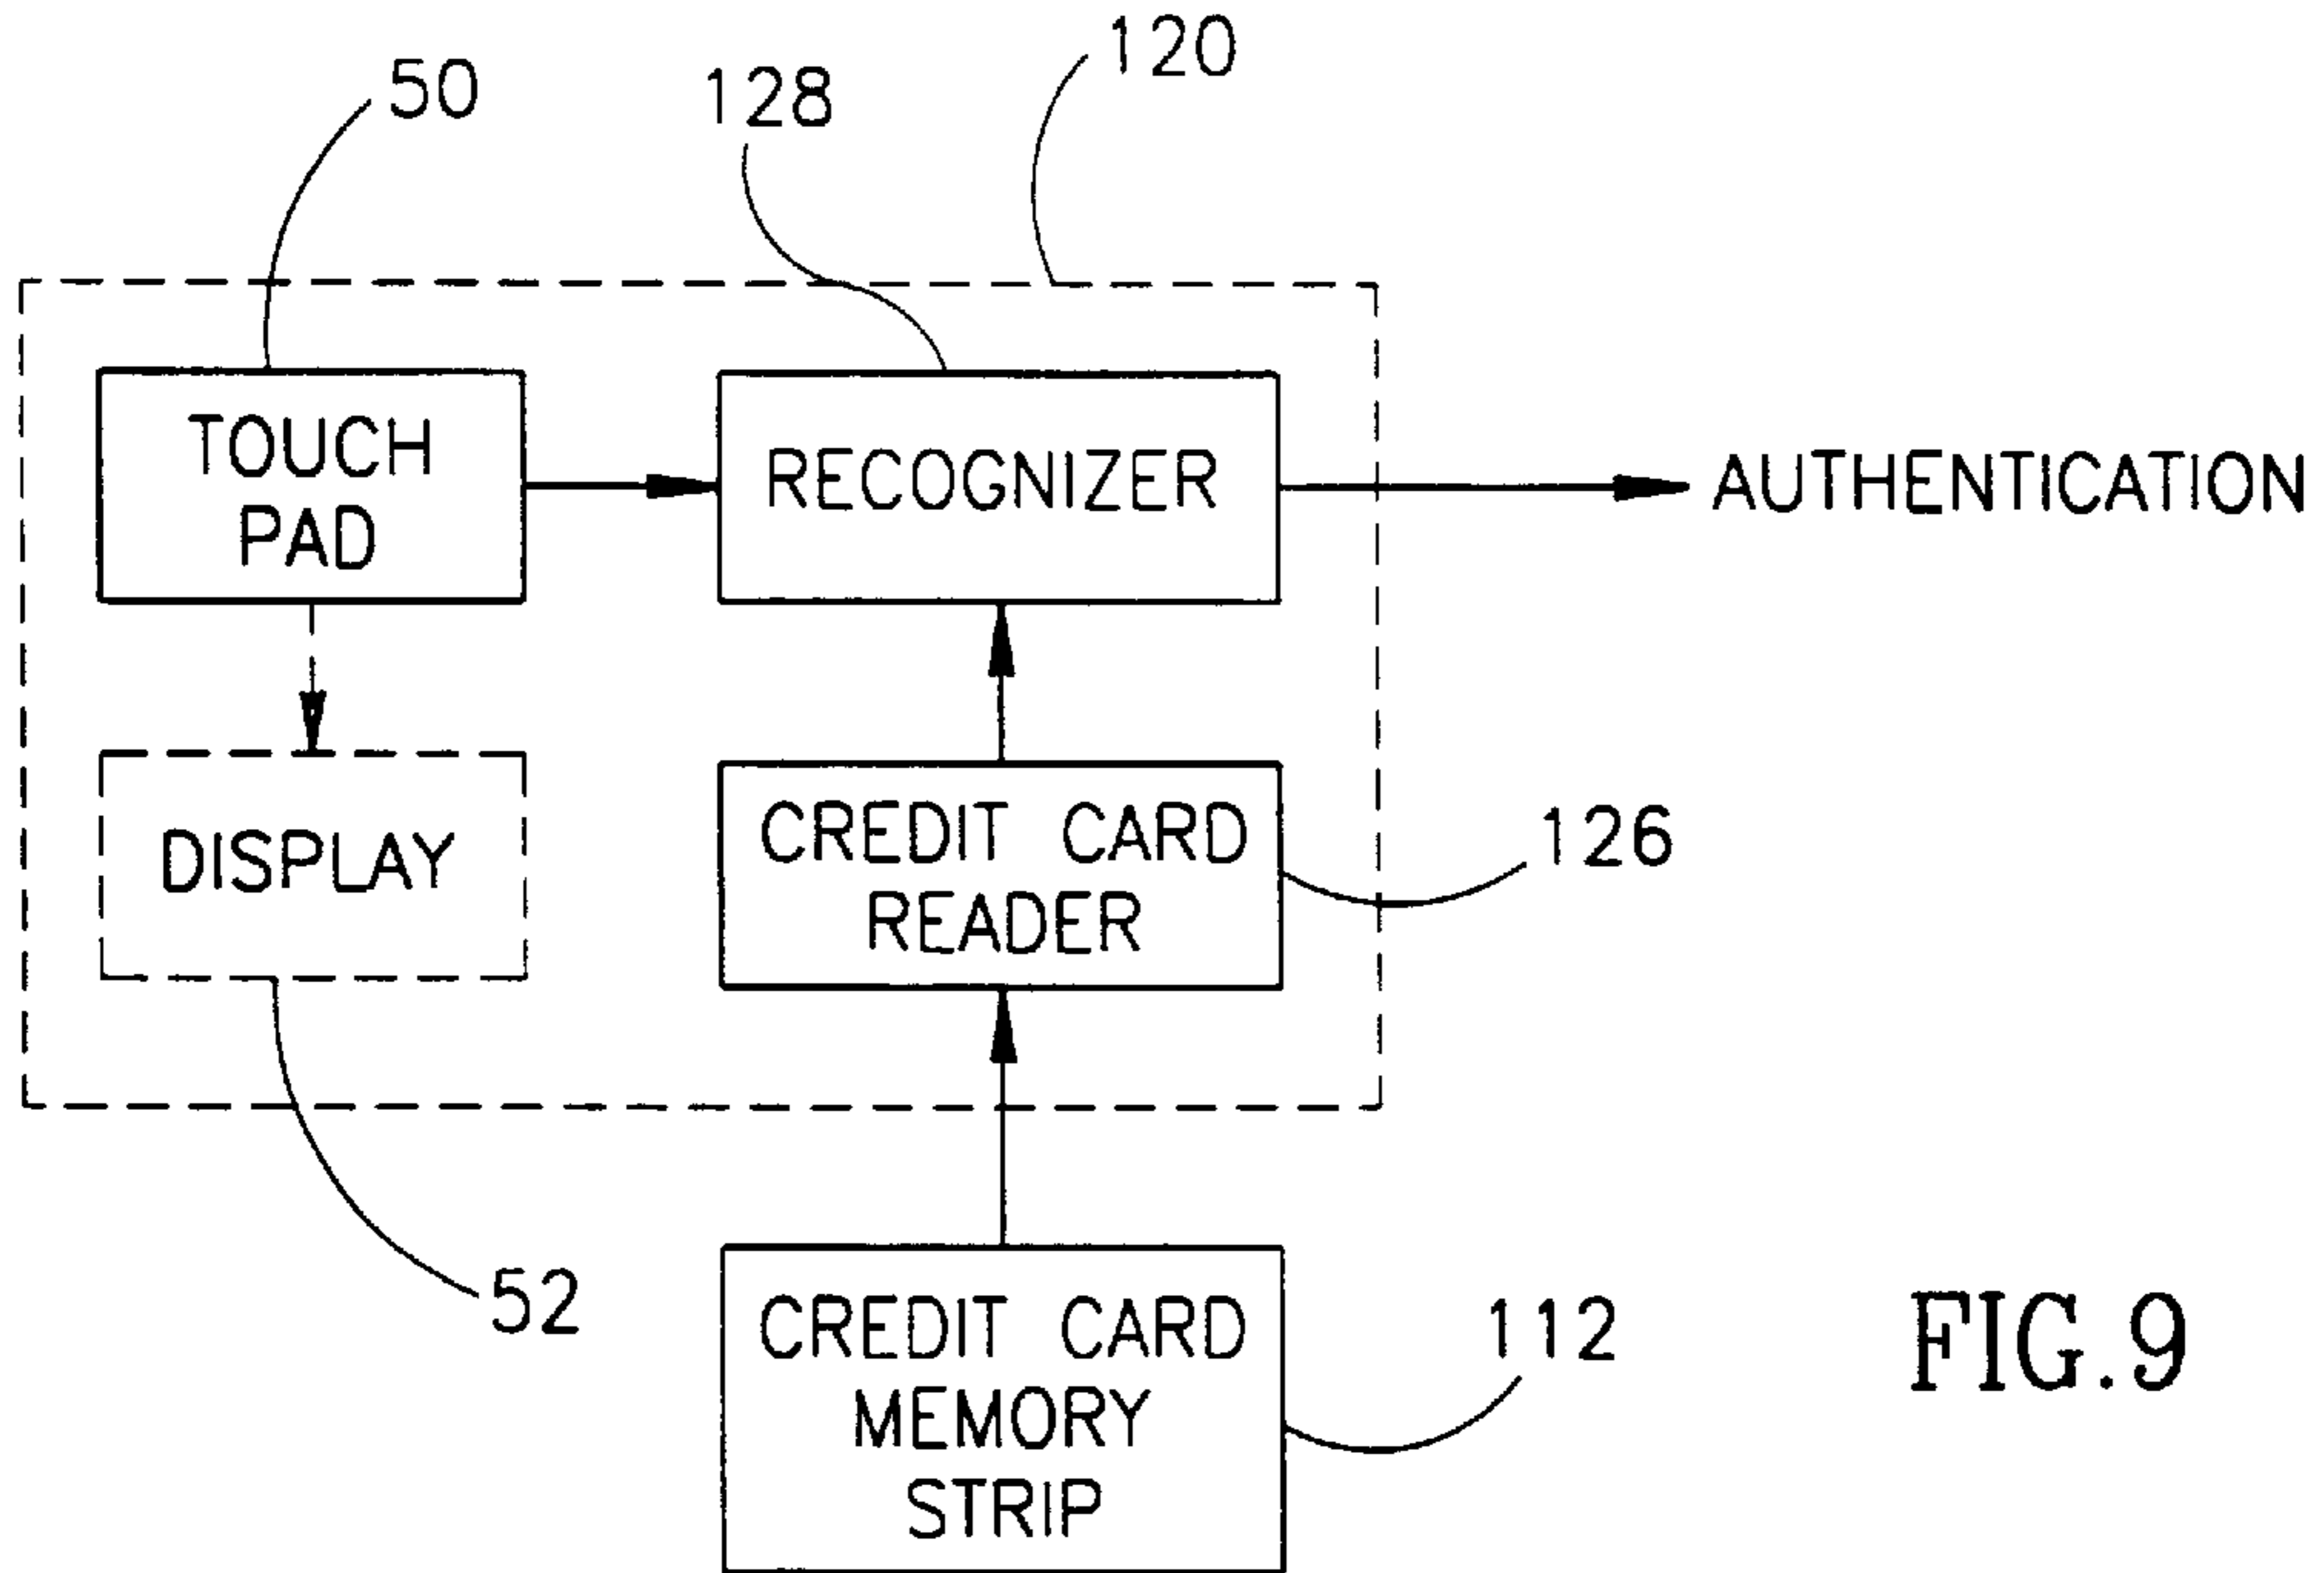 120
50
128
TOUCH
PAD
RECOGNIZER
AUTHENTICATION
DISPLAY
CREDIT CARD
READER
126
52
CREDIT CARD
MEMORY
STRIP
112
FIG.9